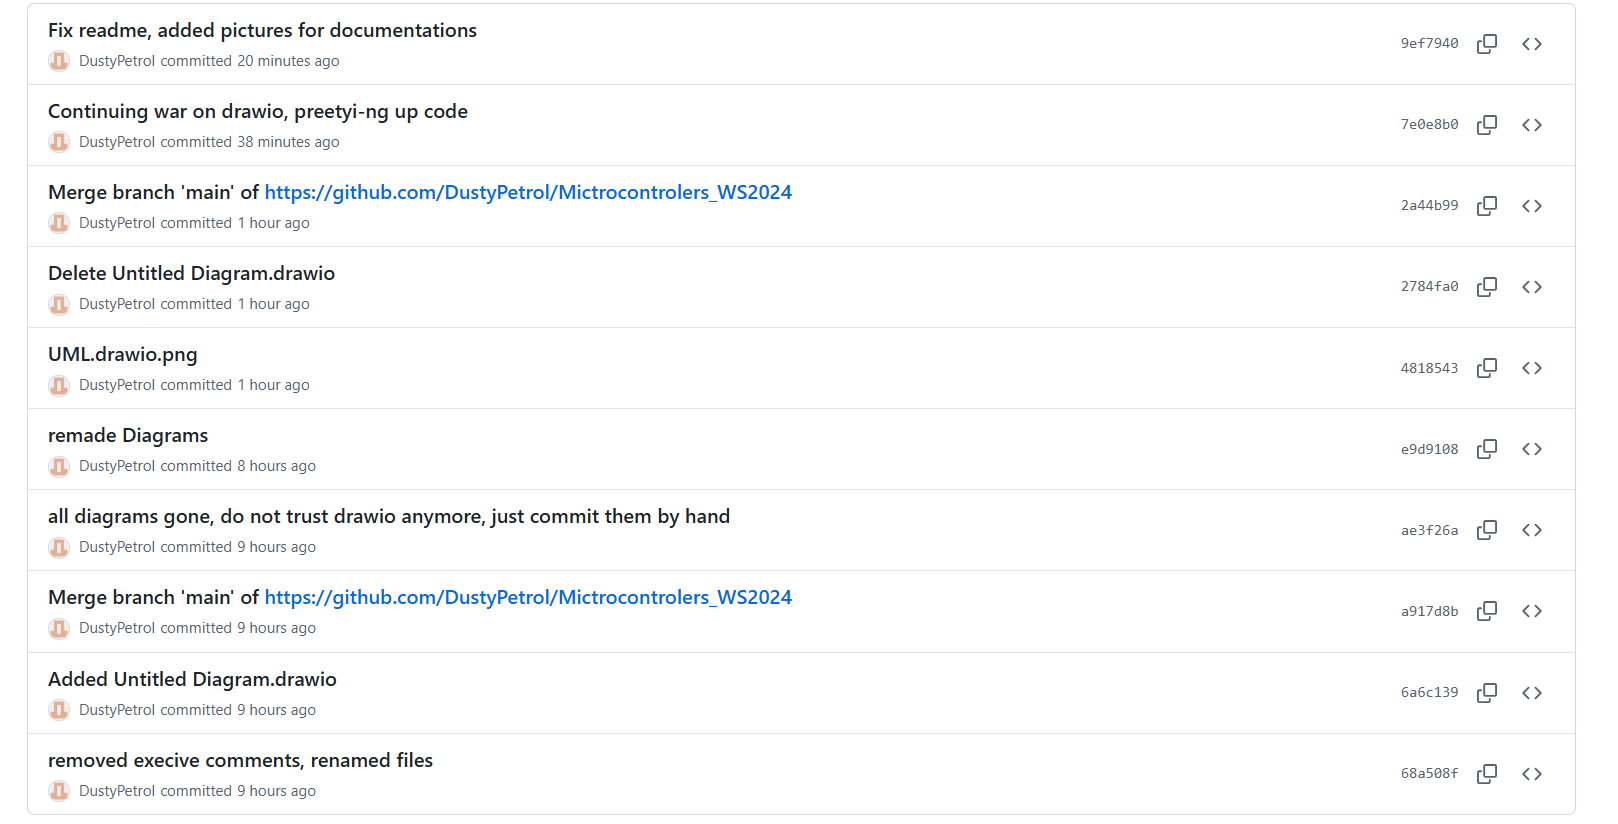 Fix readme, added pictures for documentations
DustyPetrol committed 20 minutes ago
9ef7940
Continuing war on drawio, preetyi-ng up code
DustyPetrol committed 38 minutes ago
7e0e8b0
Merge branch 'main' of https://github.com/DustyPetrol/Mictrocontrolers_WS2024
DustyPetrol committed 1 hour ago
2a44b99
Delete Untitled Diagram.drawio
DustyPetrol committed 1 hour ago
2784fa0
UML.drawio.png
DustyPetrol committed 1 hour ago
4818543
remade Diagrams
DustyPetrol committed 8 hours ago
e9d9108
all diagrams gone, do not trust drawio anymore, just commit them by hand
DustyPetrol committed 9 hours ago
ae3f26a
Merge branch 'main' of https://github.com/DustyPetrol/Mictrocontrolers_WS2024
DustyPetrol committed 9 hours ago
a917d8b
Added Untitled Diagram.drawio
DustyPetrol committed 9 hours ago
6a6c139
removed execive comments, renamed files
DustyPetrol committed 9 hours ago
68a508f